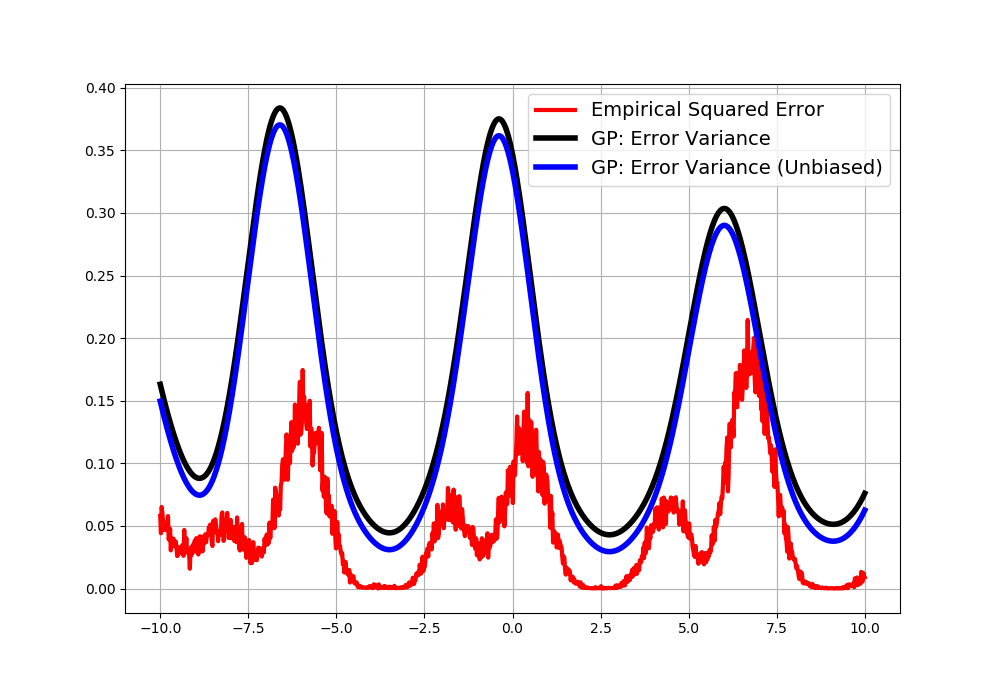 0.40
0.35
0.30
0.25
0.20
0.15
0.10
0.05
0.00
Empirical Squared Error
GP: Error Variance
GP: Error Variance (Unbiased)
−10.0 −7.5 −5.0 −2.5 0.0 2.5 5.0 7.5 10.0